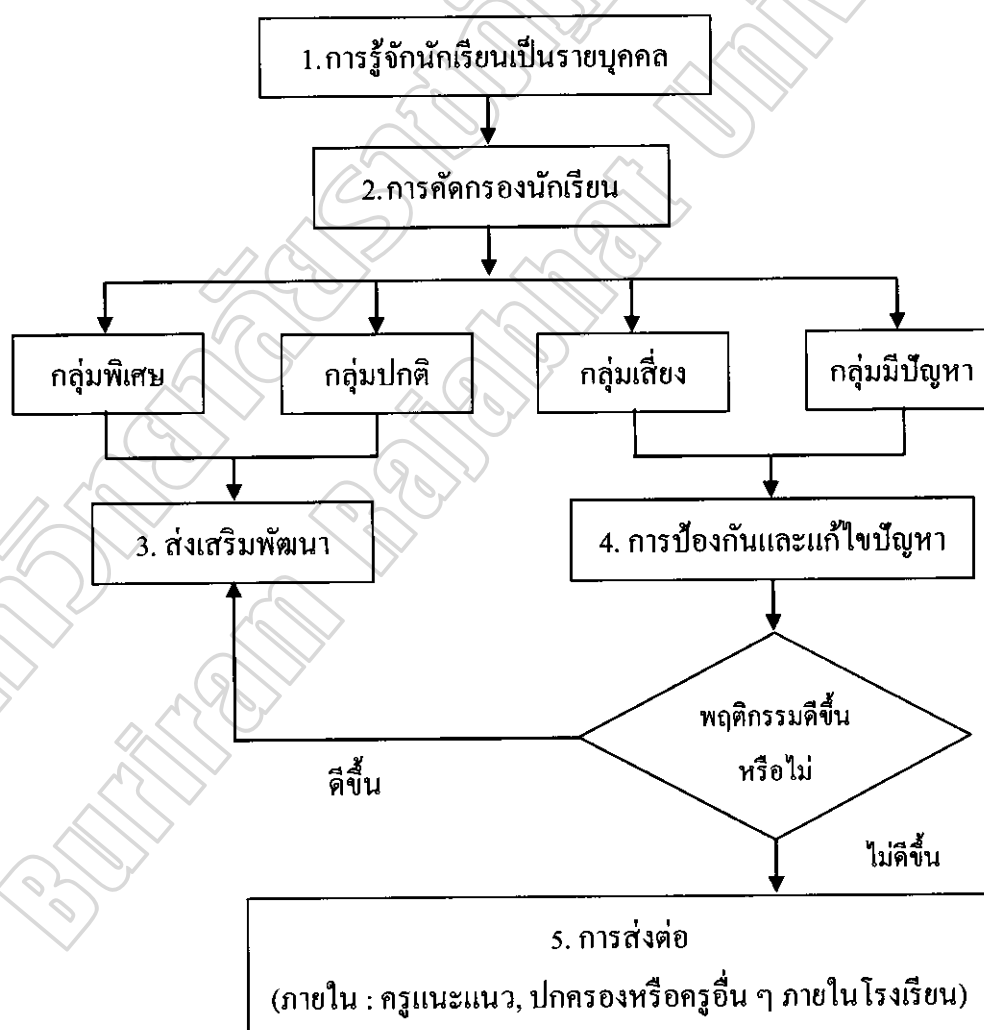 1. การรู้จักนักเรียนเป็นรายบุคคล
2. การคัดกรองนักเรียน
กลุ่มพิเศษ
กลุ่มปกติ
กลุ่มเสี่ยง
กลุ่มมีปัญหา
3. ส่งเสริมพัฒนา
4. การป้องกันและแก้ไขปัญหา
พฤติกรรมดีขึ้น
หรือไม่
ดีขึ้น
ไม่ดีขึ้น
5. การส่งต่อ
(ภายใน : ครูแนะแนว, ปกครองหรือครูอื่น ๆ ภายในโรงเรียน)
Buriram Rajabhat